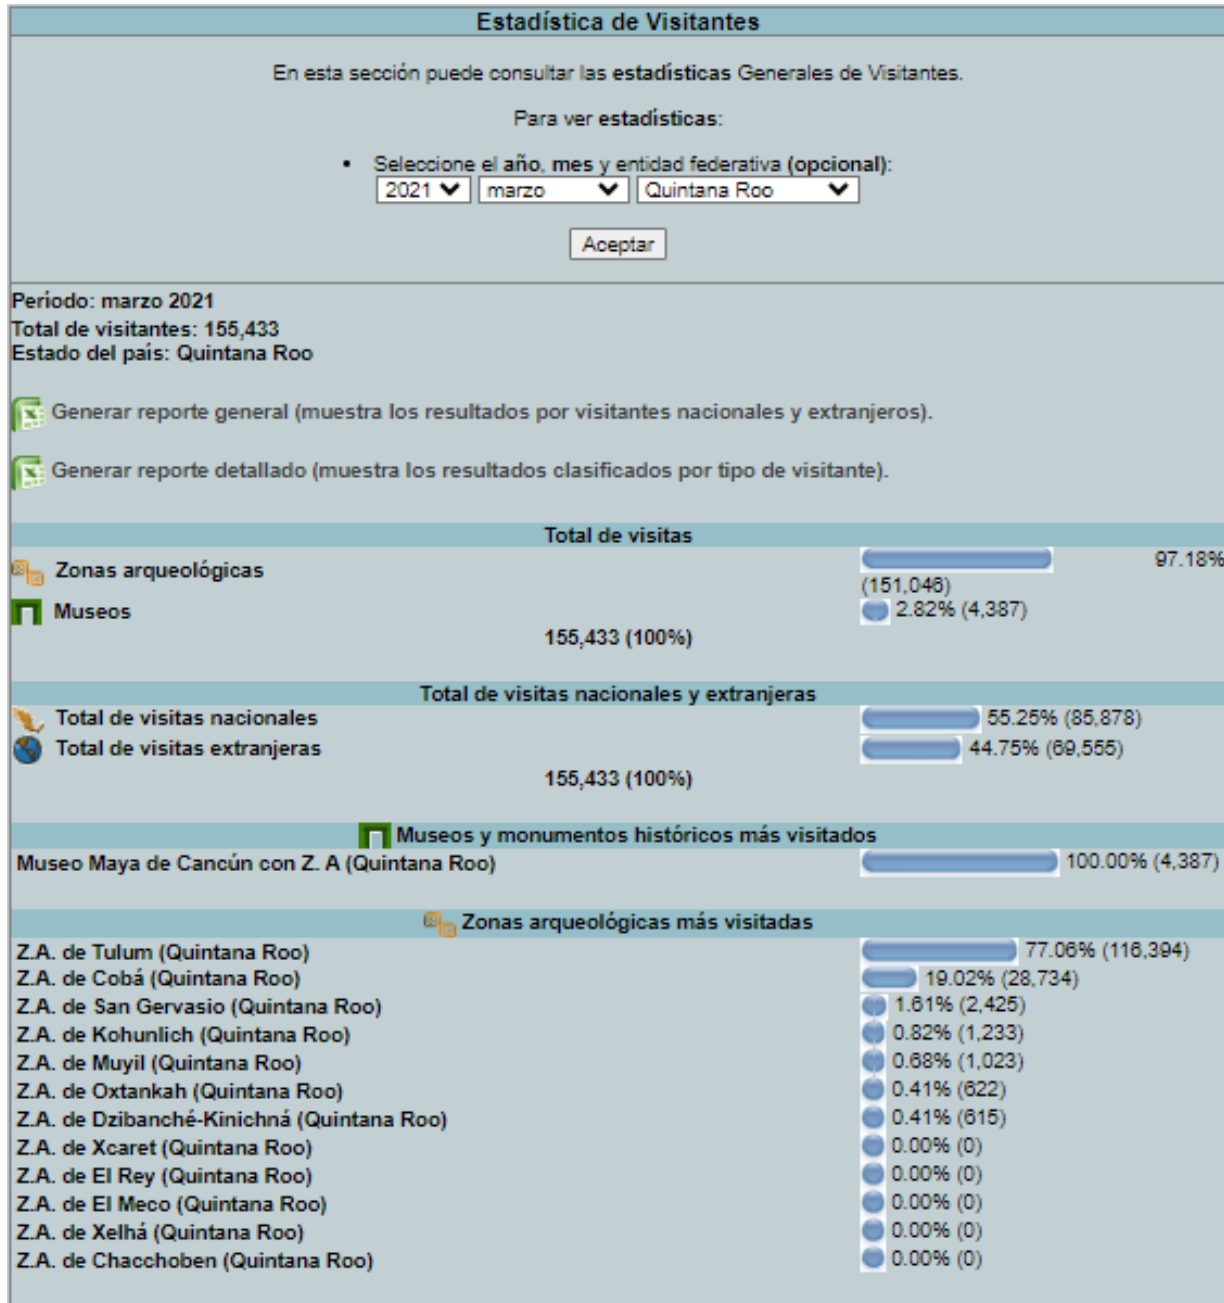 Estadística de Visitantes
En esta sección puede consultar las estadísticas Generales de Visitantes.
Para ver estadísticas:
• Seleccione el año, mes y entidad federativa (opcional):
2021 marzo Quintana Roo
Aceptar
Período: marzo 2021
Total de visitantes: 155,433
Estado del país: Quintana Roo
Generar reporte general (muestra los resultados por visitantes nacionales y extranjeros).
Generar reporte detallado (muestra los resultados clasificados por tipo de visitante).
Total de visitas
Zonas arqueológicas 97.18%
(151,046)
Museos 2.82% (4,387)
155,433 (100%)
Total de visitas nacionales y extranjeras
Total de visitas nacionales 55.25% (85,878)
Total de visitas extranjeras 44.75% (69,555)
155,433 (100%)
Museos y monumentos históricos más visitados
Museo Maya de Cancún con Z. A (Quintana Roo) 100.00% (4,387)
Zonas arqueológicas más visitadas
Z.A. de Tulum (Quintana Roo) 77.06% (116,394)
Z.A. de Cobá (Quintana Roo) 19.02% (28,734)
Z.A. de San Gervasio (Quintana Roo) 1.61% (2,425)
Z.A. de Kohunlich (Quintana Roo) 0.82% (1,233)
Z.A. de Muyil (Quintana Roo) 0.68% (1,023)
Z.A. de Oxtankah (Quintana Roo) 0.41% (622)
Z.A. de Dzibanché-Kinichná (Quintana Roo) 0.41% (615)
Z.A. de Xcaret (Quintana Roo) 0.00% (0)
Z.A. de El Rey (Quintana Roo) 0.00% (0)
Z.A. de El Meco (Quintana Roo) 0.00% (0)
Z.A. de Xelhá (Quintana Roo) 0.00% (0)
Z.A. de Chacchoben (Quintana Roo) 0.00% (0)